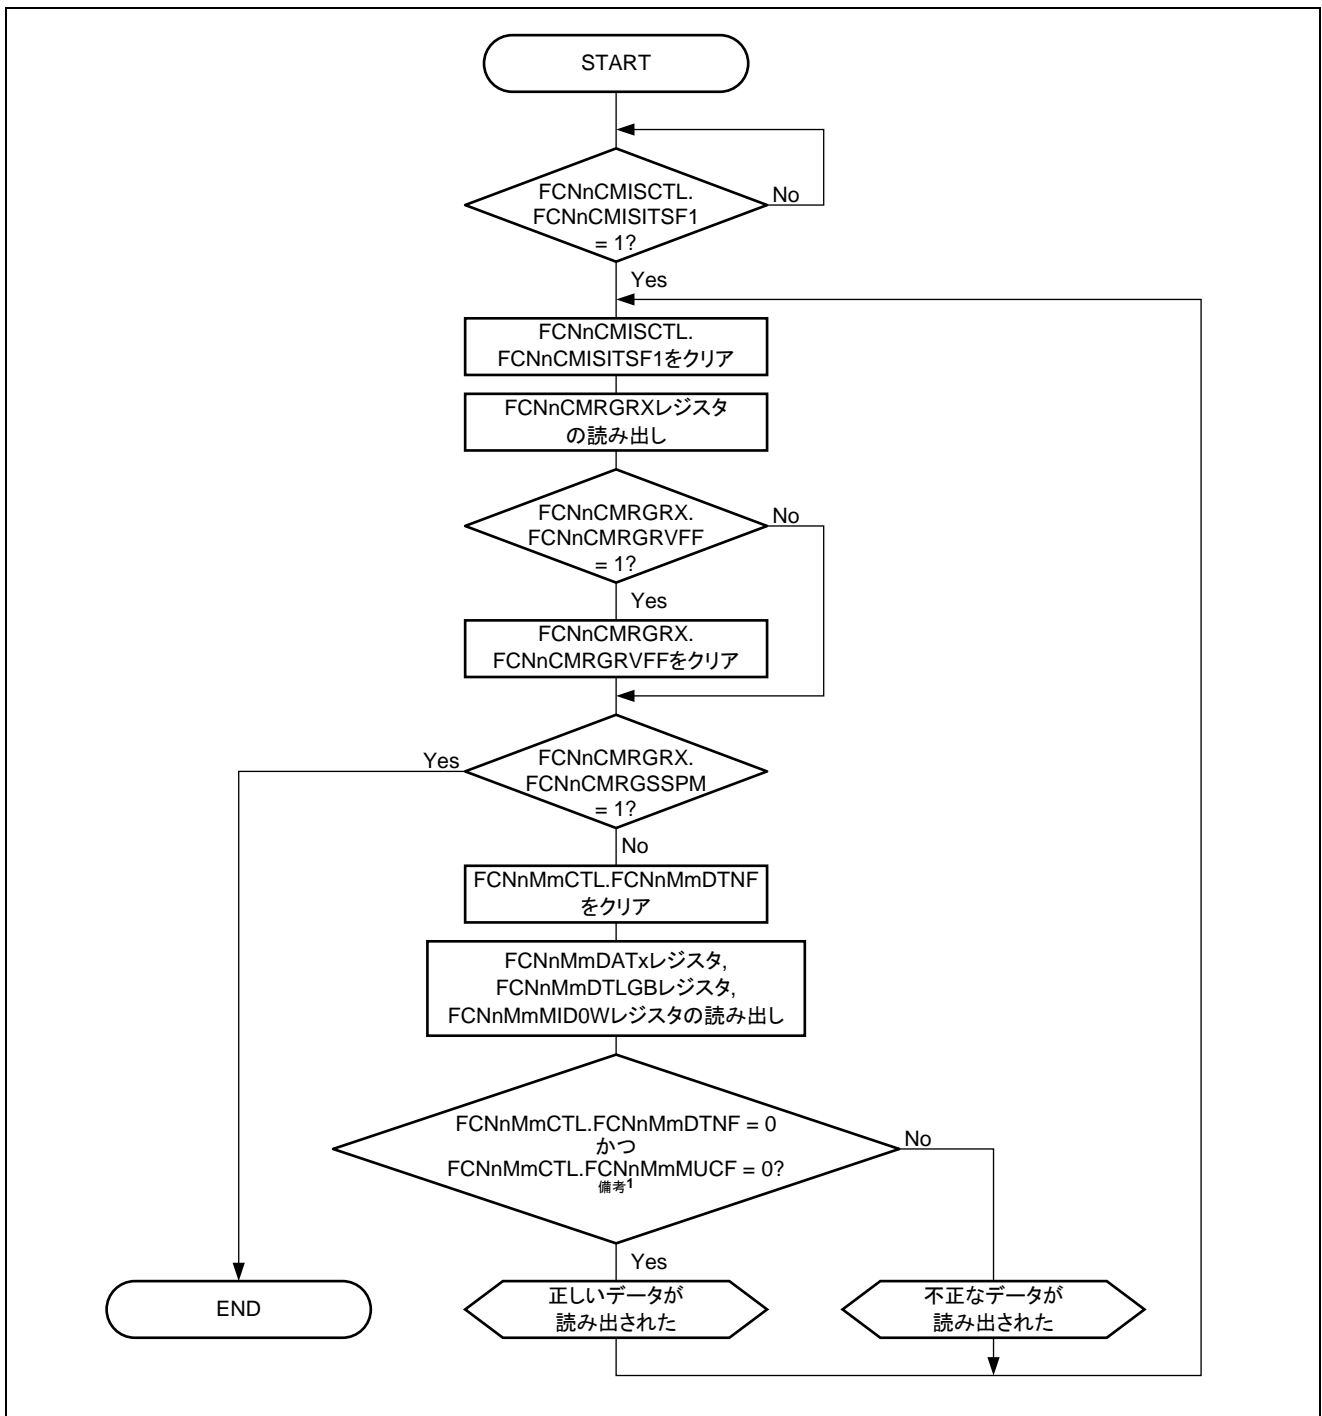 START
FCNnCMISCTL.
FCNnCMISITSF1
= 1?
No
Yes
FCNnCMISCTL.
FCNnCMISITSF1をクリア
FCNnCMRGRXレジスタ
の読み出し
FCNnCMRGRX.
FCNnCMRGRVFF
= 1?
No
Yes
FCNnCMRGRX.
FCNnCMRGRVFFをクリア
FCNnCMRGRX.
FCNnCMRGSSPM
= 1?
Yes
No
FCNnMmCTL.FCNnMmDTNF
をクリア
FCNnMmDATxレジスタ,
FCNnMmDTLGBレジスタ,
FCNnMmMID0Wレジスタの読み出し
FCNnMmCTL.FCNnMmDTNF = 0
かつ
FCNnMmCTL.FCNnMmMUCF = 0?
備考1
No
Yes
END
正しいデータが
読み出された
不正なデータが
読み出された